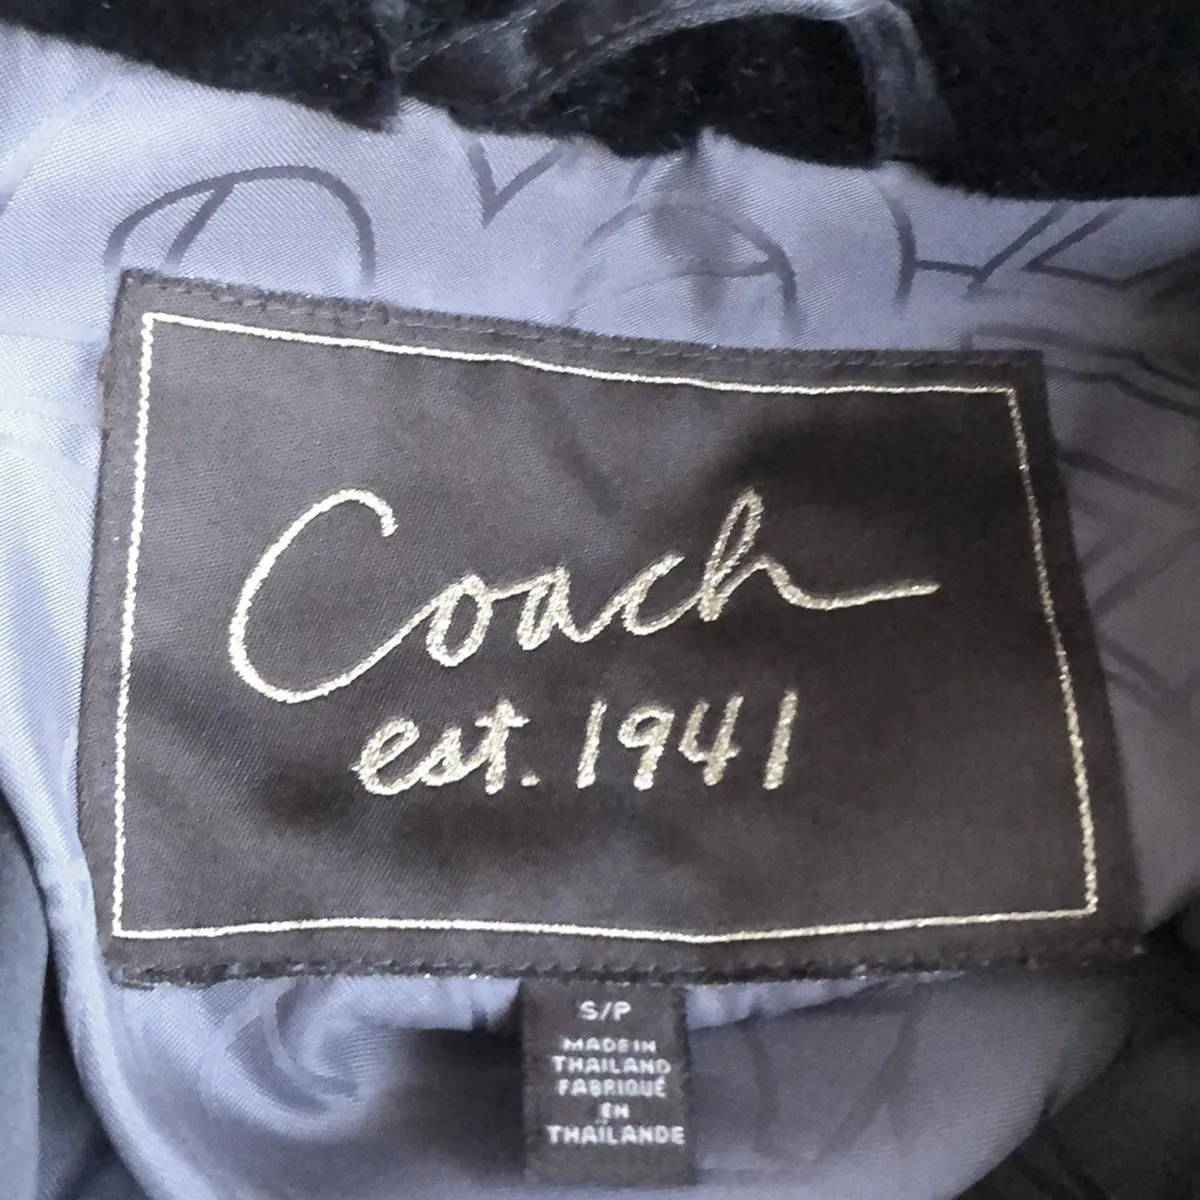 Coach
est. 1941
S/P
MADE IN
THAILAND
FABRIQUÉ
EN
THAÏLANDE